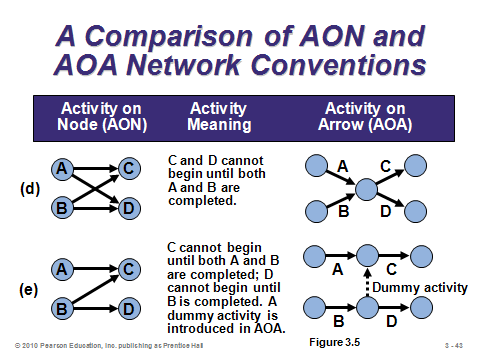 A Comparison of AON and
AOA Network Conventions
Activity on
Node (AON)
Activity
Meaning
Activity on
Arrow (AOA)
(d)
A
C
B
D
C and D cannot
begin until both
A and B are
completed.
A
C
B
D
(e)
A
C
B
D
C cannot begin
until both A and B
are completed; D
cannot begin until
B is completed. A
dummy activity is
introduced in AOA.
A
C
Dummy activity
B
D
Figure 3.5
© 2010 Pearson Education, Inc. publishing as Prentice Hall
3 - 43